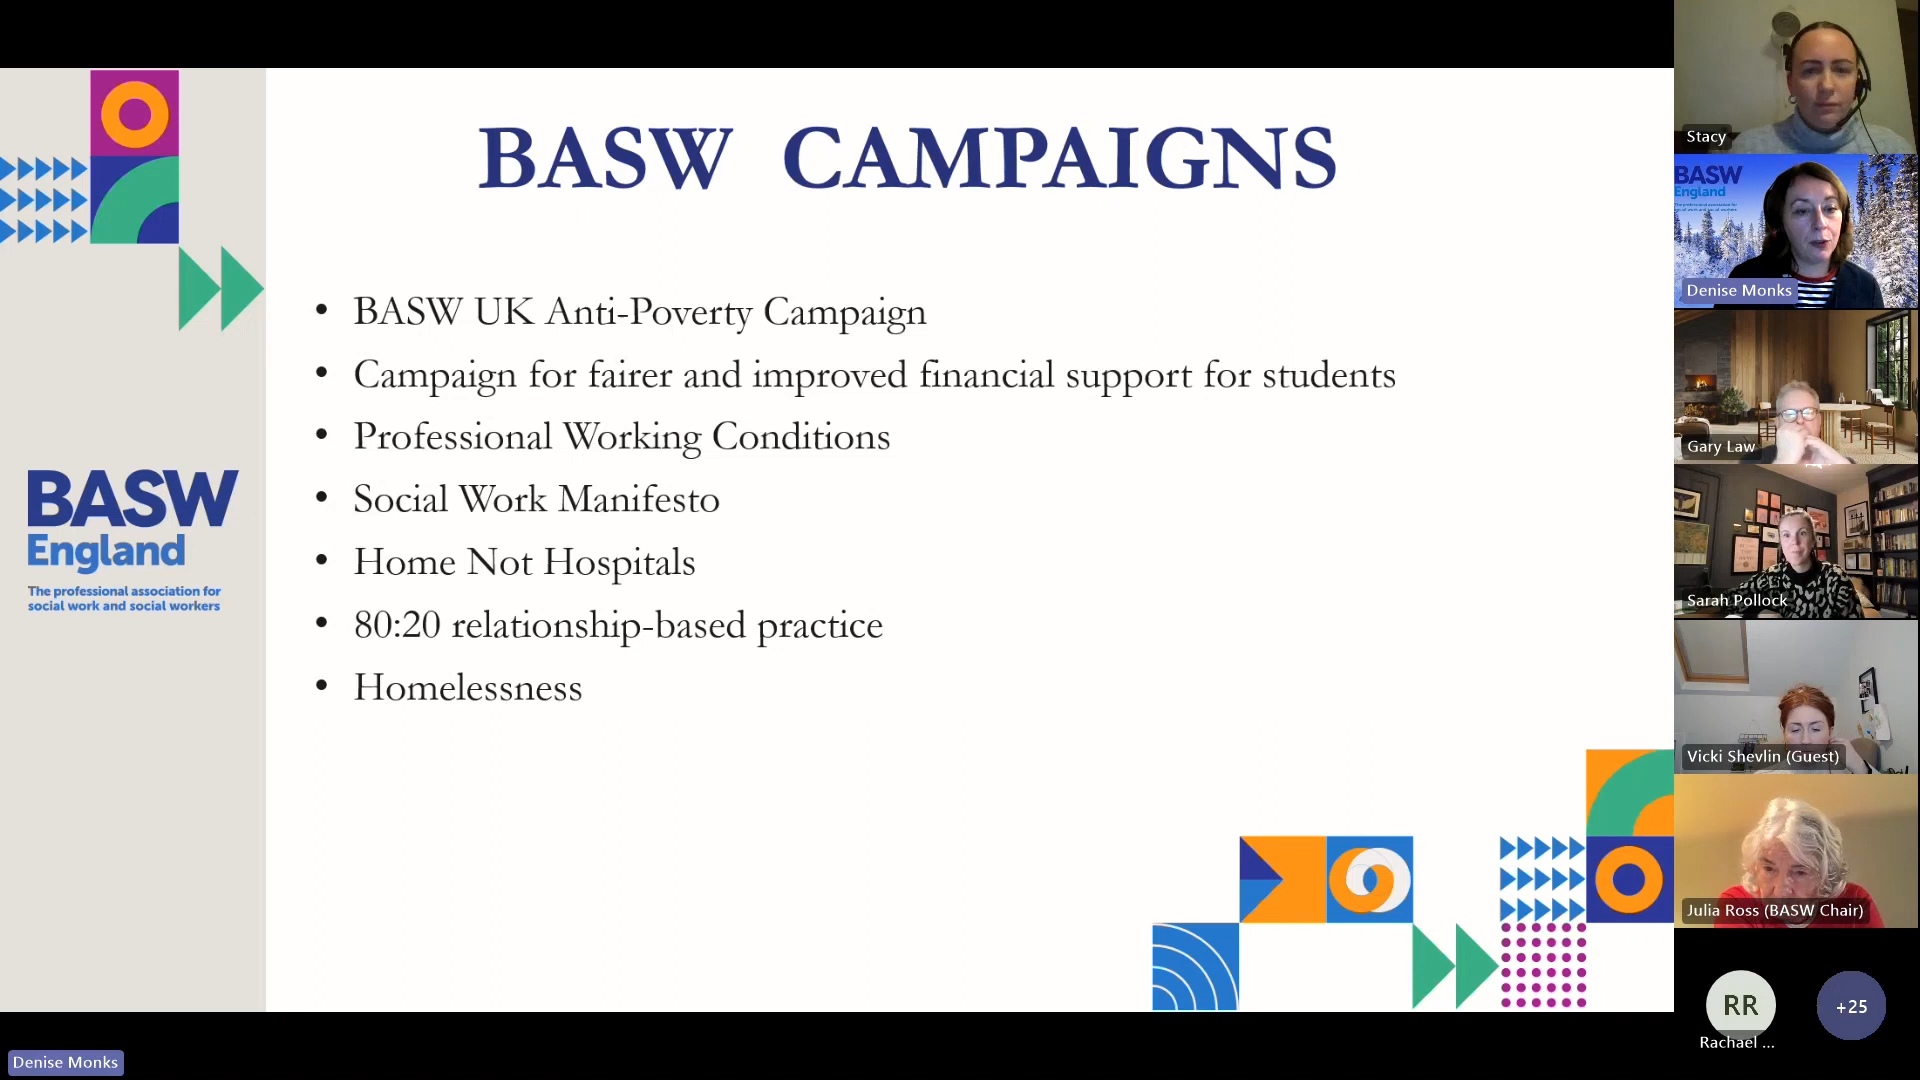 BASW CAMPAIGNS
• BASW UK Anti-Poverty Campaign
• Campaign for fairer and improved financial support for students
• Professional Working Conditions
• Social Work Manifesto
• Home Not Hospitals
• 80:20 relationship-based practice
• Homelessness
BASW
England
The professional association for
social work and social workers
Stacy
BASW
England
Denise Monks
Gary Law
Sarah Pollock
Vicki Shevlin (Guest)
Julia Ross (BASW Chair)
RR
Rachael ...
+25
Denise Monks